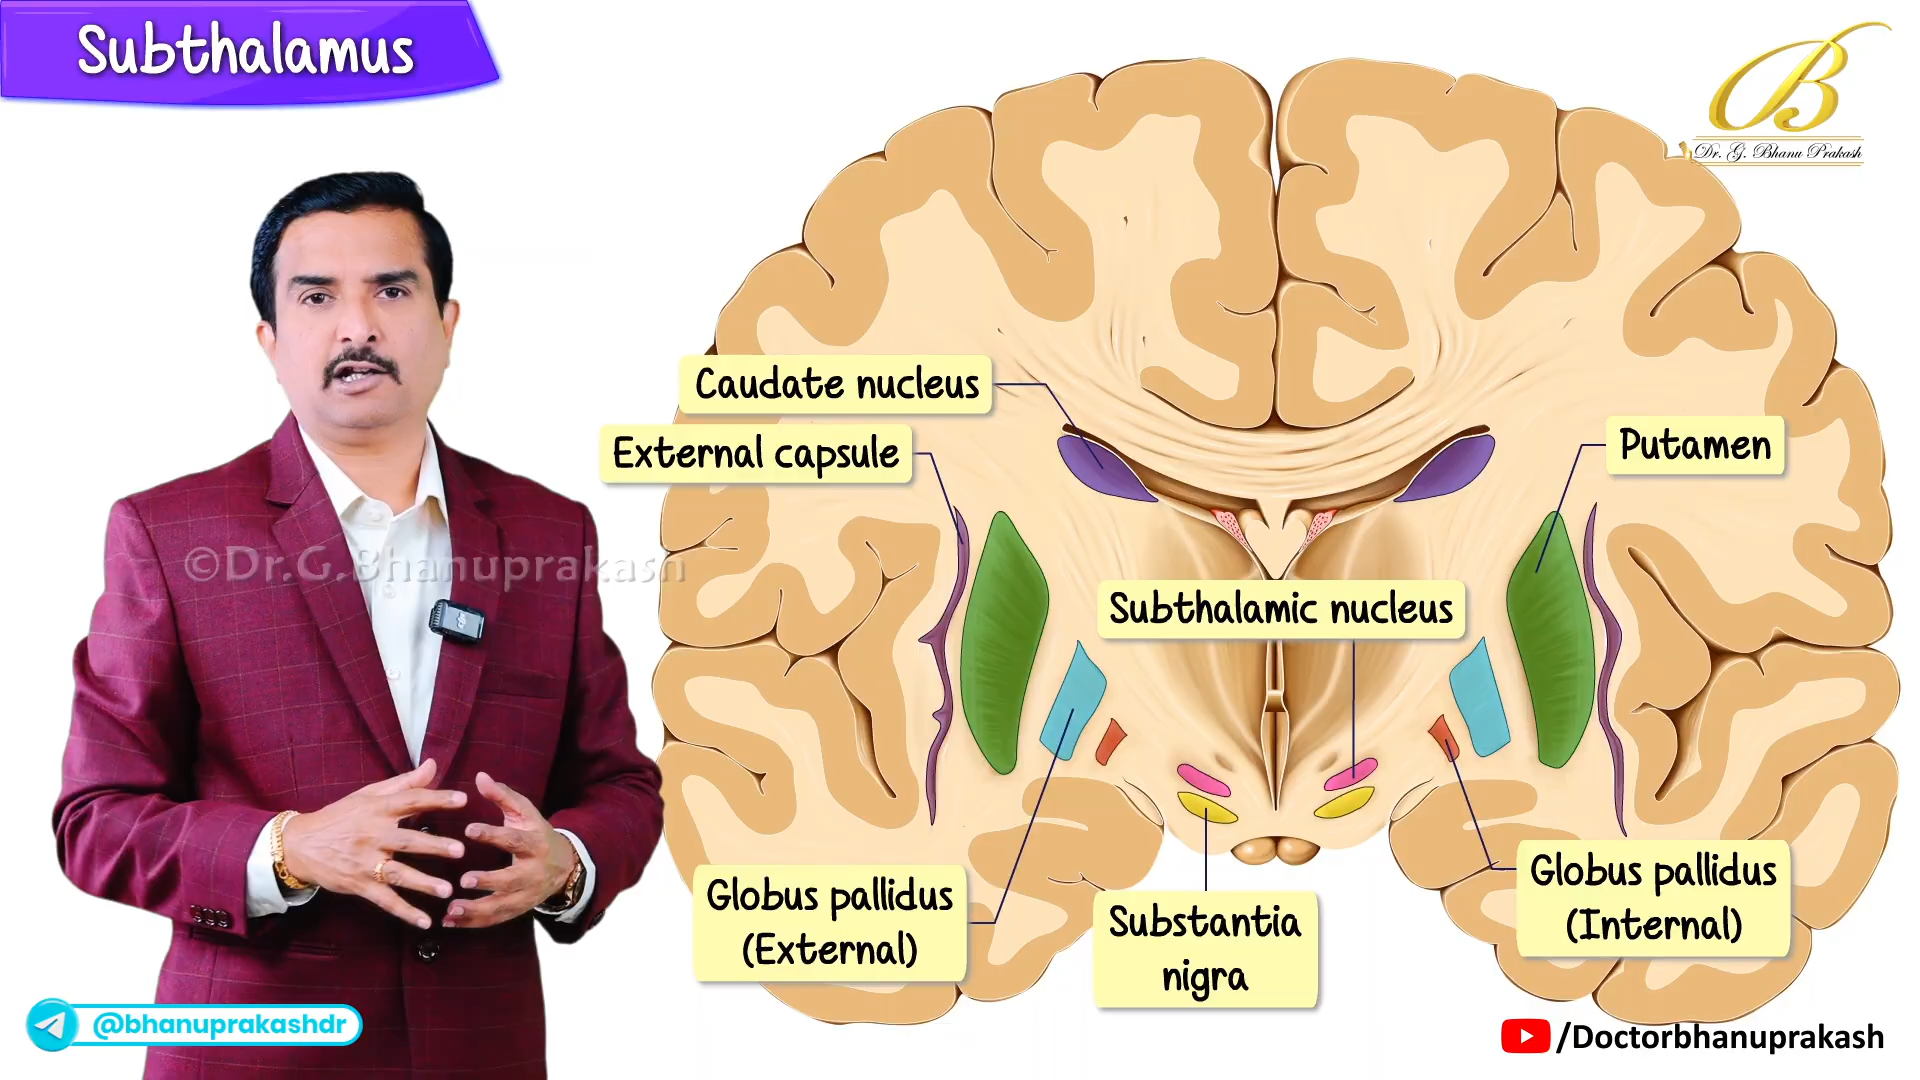 Subthalamus
B
Dr. G. Bhanu Prakash
Caudate nucleus
External capsule
Putamen
©Dr.G.Bhanuprakash
Subthalamic nucleus
Globus pallidus
(External)
Substantia
nigra
Globus pallidus
(Internal)
@bhanuprakashdr
/Doctorbhanuprakash